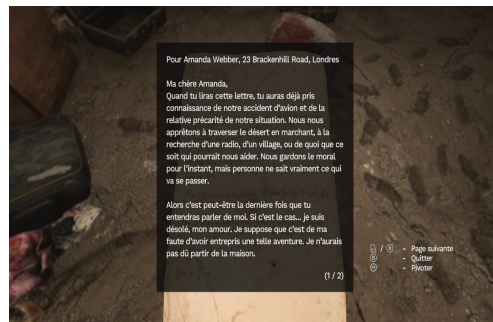 Pour Amanda Webber, 23 Brackenhill Road, Londres
Ma chère Amanda,
Quand tu liras cette lettre, tu auras déjà pris
connaissance de notre accident d'avion et de la
relative précarité de notre situation. Nous nous
apprêtons à traverser le désert en marchant, à la
recherche d'une radio, d'un village, ou de quoi que ce
soit qui pourrait nous aider. Nous gardons le moral
pour l'instant, mais personne ne sait vraiment ce qui
va se passer.
Alors c'est peut-être la dernière fois que tu
entendras parler de moi. Si c'est le cas... je suis
désolé, mon amour. Je suppose que c'est de ma
faute d'avoir entrepris une telle aventure. Je n'aurais
pas dû partir de la maison.
(1 / 2)
- Page suivante
- Quitter
- Pivoter